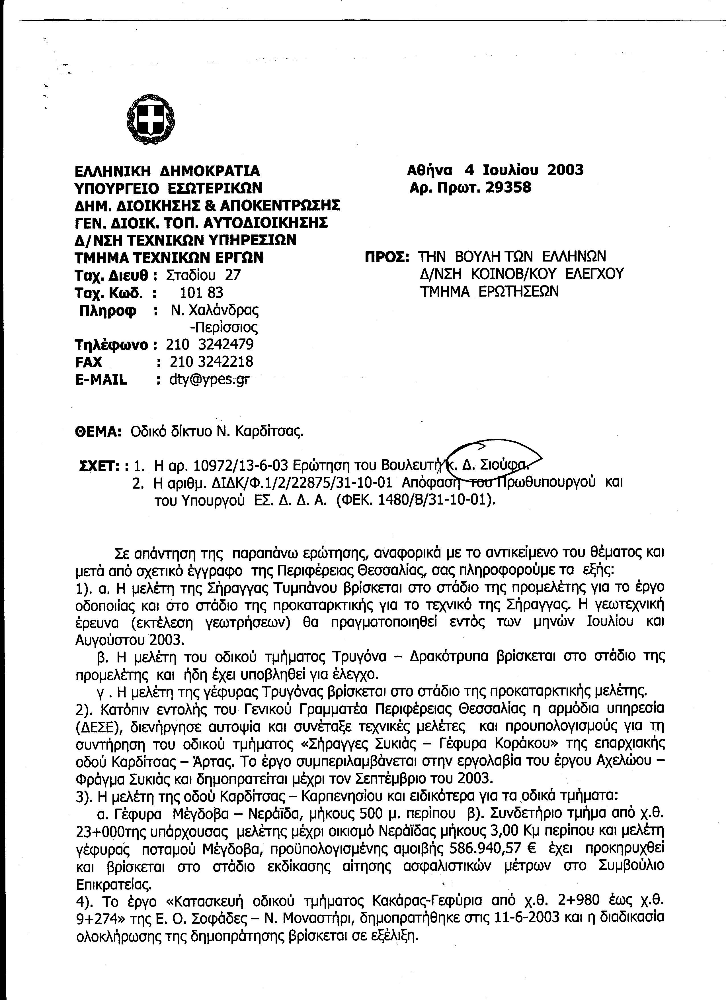 ΕΛΛΗΝΙΚΗ ΔΗΜΟΚΡΑΤΙΑ
ΥΠΟΥΡΓΕΙΟ ΕΣΩΤΕΡΙΚΩΝ
ΔΗΜ. ΔΙΟΙΚΗΣΗΣ & ΑΠΟΚΕΝΤΡΩΣΗΣ
ΓΕΝ. ΔΙΟΙΚ. ΤΟΠ. ΑΥΤΟΔΙΟΙΚΗΣΗΣ
Δ/ΝΣΗ ΤΕΧΝΙΚΩΝ ΥΠΗΡΕΣΙΩΝ
ΤΜΗΜΑ ΤΕΧΝΙΚΩΝ ΕΡΓΩΝ
Ταχ. Διευθ : Σταδίου 27
Ταχ. Κωδ. : 101 83
Πληροφ : Ν. Χαλάνδρας
-Περίσσιος
Τηλέφωνο : 210 3242479
FAX : 210 3242218
E-MAIL : dty@ypes.gr
Αθήνα 4 Ιουλίου 2003
Αρ. Πρωτ. 29358
ΠΡΟΣ: ΤΗΝ ΒΟΥΛΗ ΤΩΝ ΕΛΛΗΝΩΝ
Δ/ΝΣΗ ΚΟΙΝΟΒ/ΚΟΥ ΕΛΕΓΧΟΥ
ΤΜΗΜΑ ΕΡΩΤΗΣΕΩΝ
ΘΕΜΑ: Οδικό δίκτυο Ν. Καρδίτσας.
ΣΧΕΤ: : 1. Η αρ. 10972/13-6-03 Ερώτηση του Βουλευτή κ. Δ. Σιούφα.
2. Η αριθμ. ΔΙΔΚ/Φ.1/2/22875/31-10-01 Απόφαση του Πρωθυπουργού και
του Υπουργού ΕΣ. Δ. Δ. Α. (ΦΕΚ. 1480/Β/31-10-01).
Σε απάντηση της παραπάνω ερώτησης, αναφορικά με το αντικείμενο του θέματος και
μετά από σχετικό έγγραφο της Περιφέρειας Θεσσαλίας, σας πληροφορούμε τα εξής:
1). α. Η μελέτη της Σήραγγας Τυμπάνου βρίσκεται στο στάδιο της προμελέτης για το έργο
οδοποιίας και στο στάδιο της προκαταρκτικής για το τεχνικό της Σήραγγας. Η γεωτεχνική
έρευνα (εκτέλεση γεωτρήσεων) θα πραγματοποιηθεί εντός των μηνών Ιουλίου και
Αυγούστου 2003.
β. Η μελέτη του οδικού τμήματος Τρυγόνα – Δρακότρυπα βρίσκεται στο στάδιο της
προμελέτης και ήδη έχει υποβληθεί για έλεγχο.
γ . Η μελέτη της γέφυρας Τρυγόνας βρίσκεται στο στάδιο της προκαταρκτικής μελέτης.
2). Κατόπιν εντολής του Γενικού Γραμματέα Περιφέρειας Θεσσαλίας η αρμόδια υπηρεσία
(ΔΕΣΕ), διενήργησε αυτοψία και συνέταξε τεχνικές μελέτες και προυπολογισμούς για τη
συντήρηση του οδικού τμήματος «Σήραγγες Συκιάς – Γέφυρα Κοράκου» της επαρχιακής
οδού Καρδίτσας – Άρτας. Το έργο συμπεριλαμβάνεται στην εργολαβία του έργου Αχελώου –
Φράγμα Συκιάς και δημοπρατείται μέχρι τον Σεπτέμβριο του 2003.
3). Η μελέτη της οδού Καρδίτσας – Καρπενησίου και ειδικότερα για τα οδικά τμήματα:
α. Γέφυρα Μέγδοβα – Νεράϊδα, μήκους 500 μ. περίπου β). Συνδετήριο τμήμα από χ.θ.
23+000της υπάρχουσας μελέτης μέχρι οικισμό Νεράϊδας μήκους 3,00 Κμ περίπου και μελέτη
γέφυρας ποταμού Μέγδοβα, προϋπολογισμένης αμοιβής 586.940,57 € έχει προκηρυχθεί
και βρίσκεται στο στάδιο εκδίκασης αίτησης ασφαλιστικών μέτρων στο Συμβούλιο
Επικρατείας.
4). Το έργο «Κατασκευή οδικού τμήματος Κακάρας-Γεφύρια από χ.θ. 2+980 έως χ.θ.
9+274» της Ε. Ο. Σοφάδες – Ν. Μοναστήρι, δημοπρατήθηκε στις 11-6-2003 και η διαδικασία
ολοκλήρωσης της δημοπράτησης βρίσκεται σε εξέλιξη.